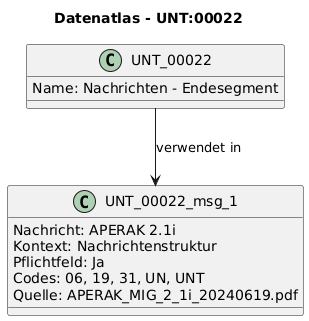 Datenatlas - UNT:00022
C UNT_00022
Name: Nachrichten - Endesegment
verwendet in
C UNT_00022_msg_1
Nachricht: APERAK 2.1i
Kontext: Nachrichtenstruktur
Pflichtfeld: Ja
Codes: 06, 19, 31, UN, UNT
Quelle: APERAK_MIG_2_1i_20240619.pdf